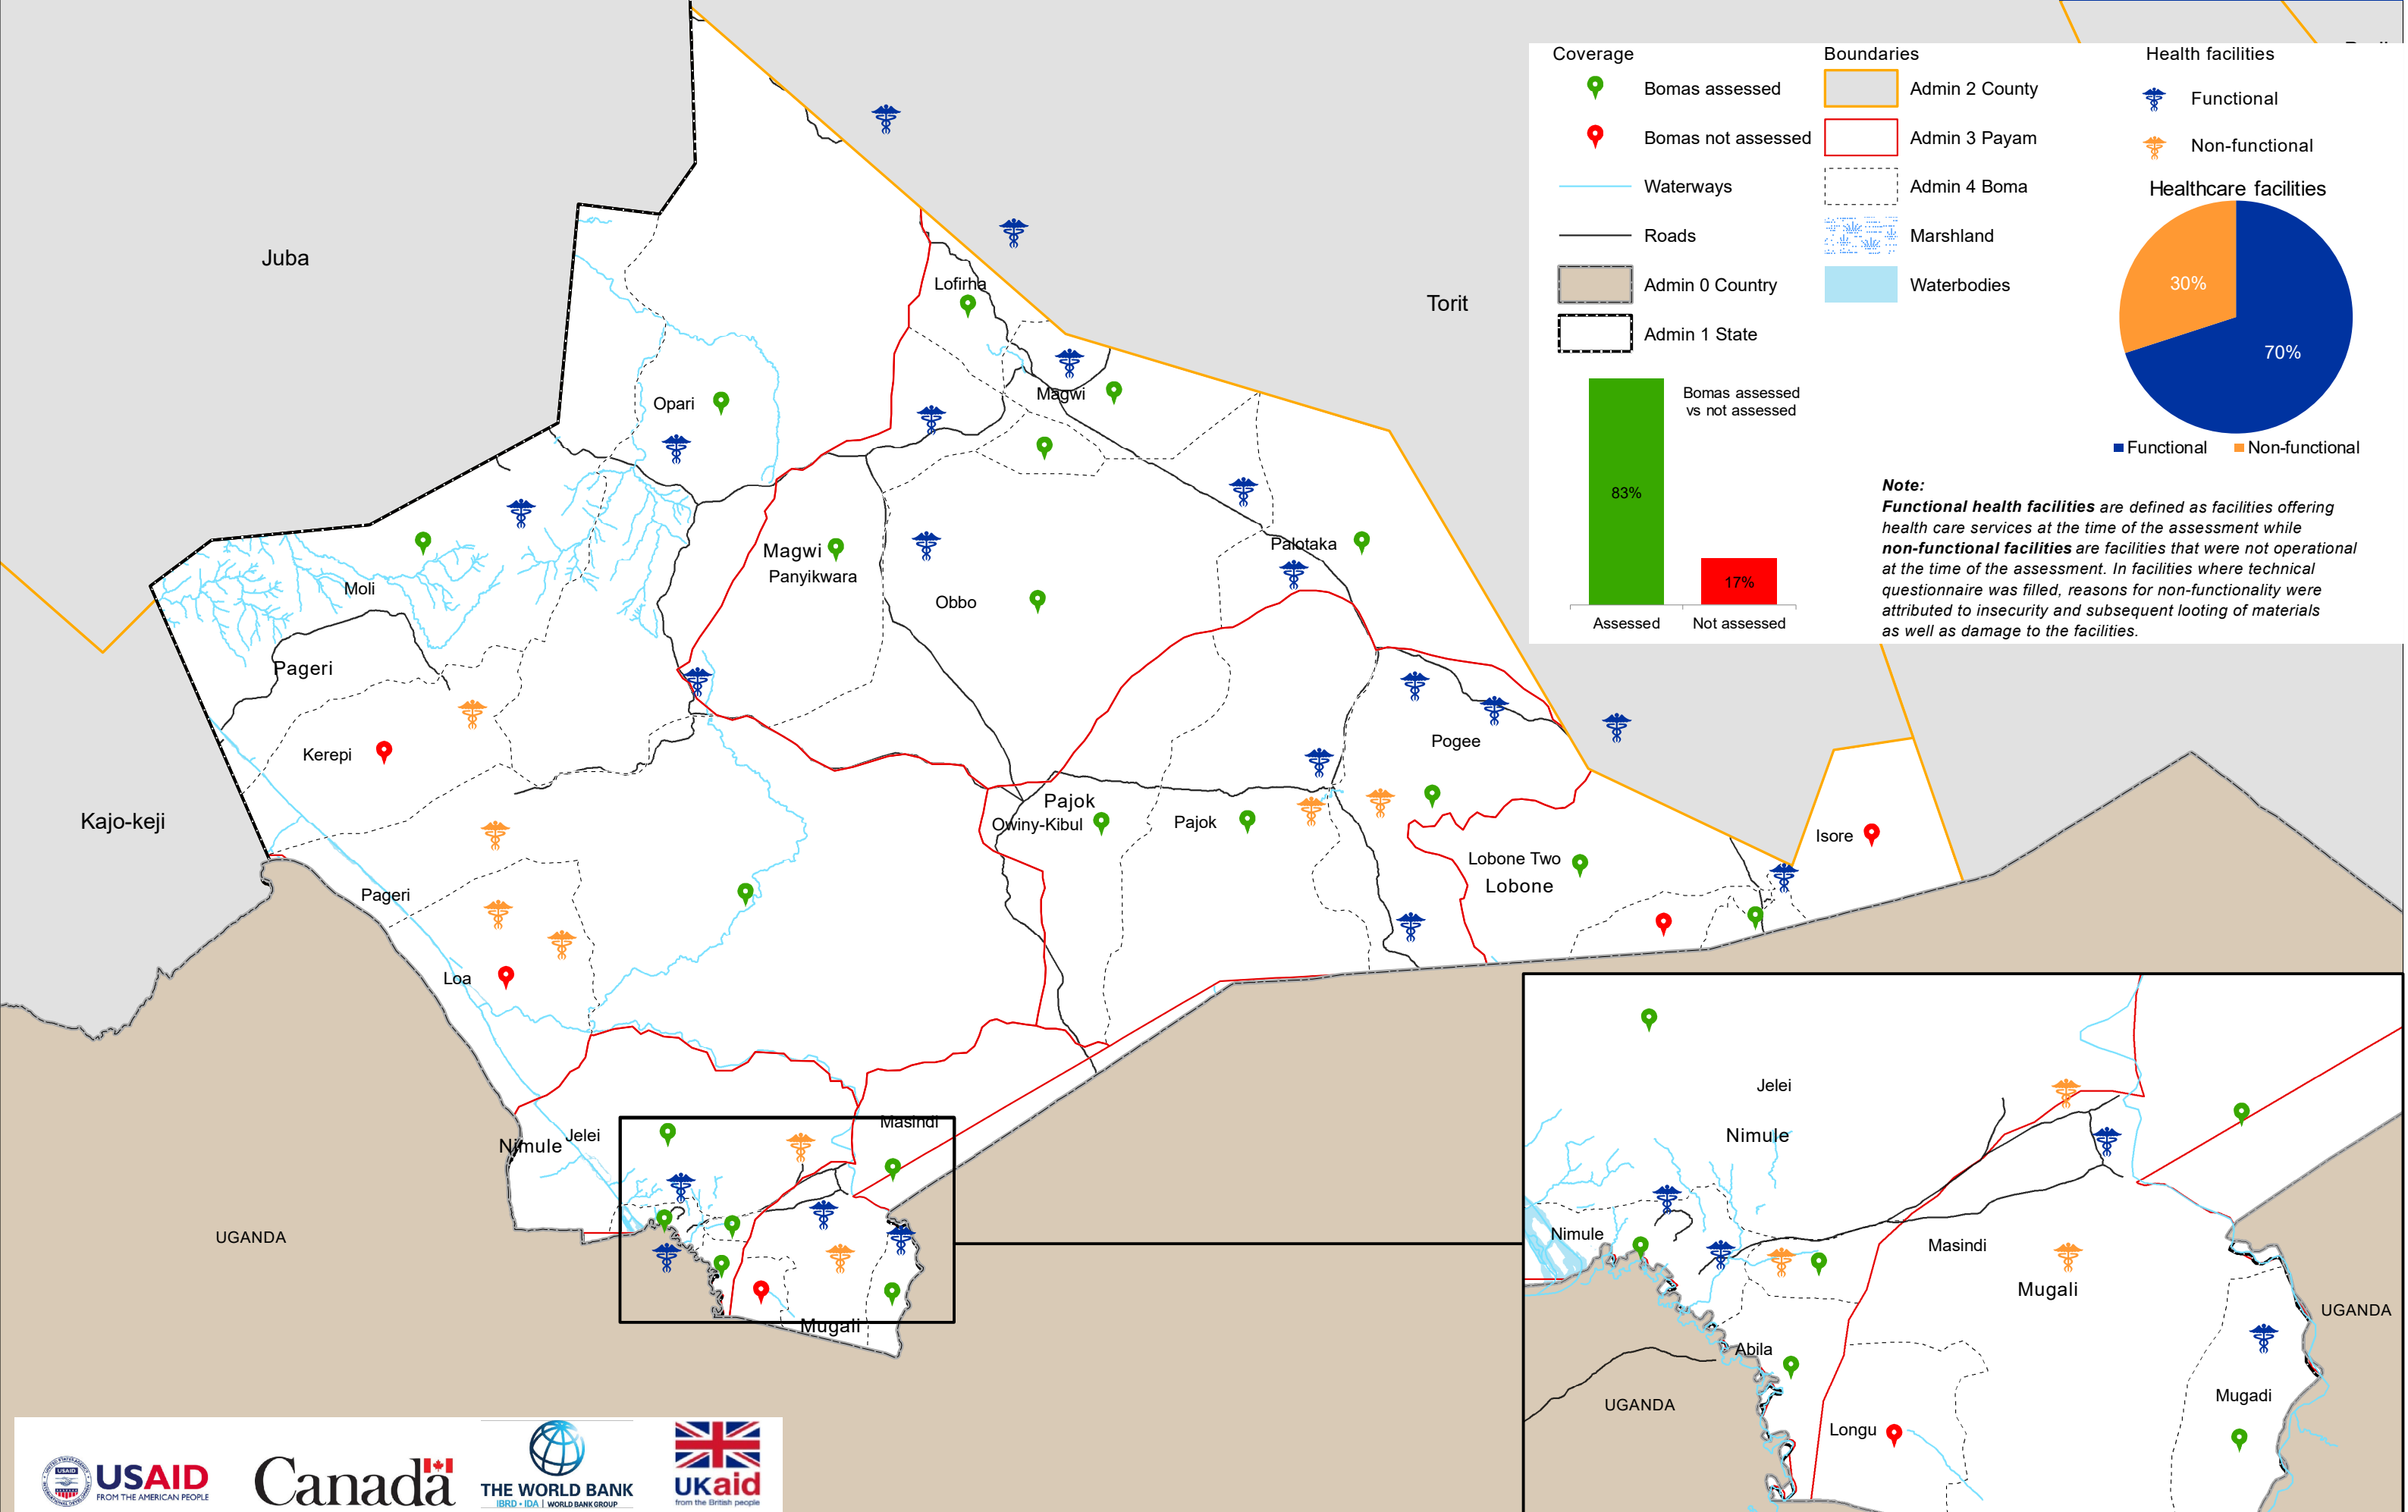 Coverage
Bomas assessed
Bomas not assessed
Waterways
Roads
Admin 0 Country
Admin 1 State
Boundaries
Admin 2 County
Admin 3 Payam
Admin 4 Boma
Marshland
Waterbodies
Health facilities
Functional
Non-functional
Healthcare facilities
30%
70%
Functional
Non-functional
Bomas assessed
vs not assessed
83%
17%
Assessed
Not assessed
Note:
Functional health facilities are defined as facilities offering
health care services at the time of the assessment while
non-functional facilities are facilities that were not operational
at the time of the assessment. In facilities where technical
questionnaire was filled, reasons for non-functionality were
attributed to insecurity and subsequent looting of materials
as well as damage to the facilities.
Juba
Torit
Lofirha
Magwi
Opari
Magwi
Panyikwara
Palotaka
Moli
Obbo
Pageri
Kerepi
Pogee
Kajo-keji
Pajok
Owiny-Kibul
Pajok
Isore
Lobone Two
Lobone
Pageri
Loa
Masindi
Nimule
Jelei
UGANDA
Mugali
Jelei
Nimule
Nimule
Masindi
Mugali
UGANDA
Abila
UGANDA
Mugadi
Longu
USAID
FROM THE AMERICAN PEOPLE
Canada
THE WORLD BANK
IBRD • IDA | WORLD BANK GROUP
UKaid
from the British people